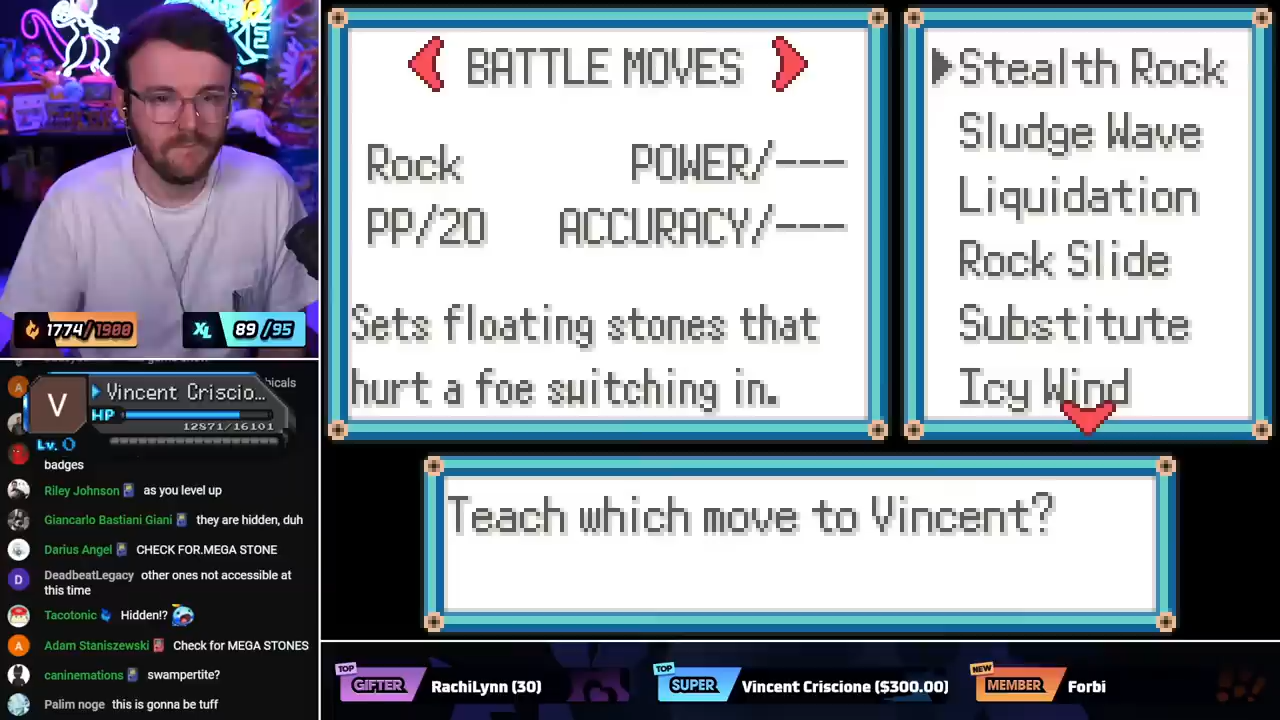 BATTLE MOVES
Rock POWER/---
PP/20 ACCURACY/---
Sets floating stones that
hurt a foe switching in.
Stealth Rock
Sludge Wave
Liquidation
Rock Slide
Substitute
Icy Wind
Teach which move to Vincent?
1774/1900
XL 89/95
V
Vincent Criscio...
HP
12871/16101
Lv. 0
badges
Riley Johnson as you level up
Giancarlo Bastiani Giani they are hidden, duh
Darius Angel CHECK FOR.MEGA STONE
D DeadbeatLegacy other ones not accessible at
this time
Tacotonic Hidden!?
A Adam Staniszewski Check for MEGA STONES
caninemations swampertite?
Palim noge this is gonna be tuff
TOP GIFTER RachiLynn (30)
TOP SUPER Vincent Criscione ($300.00)
NEW MEMBER Forbi